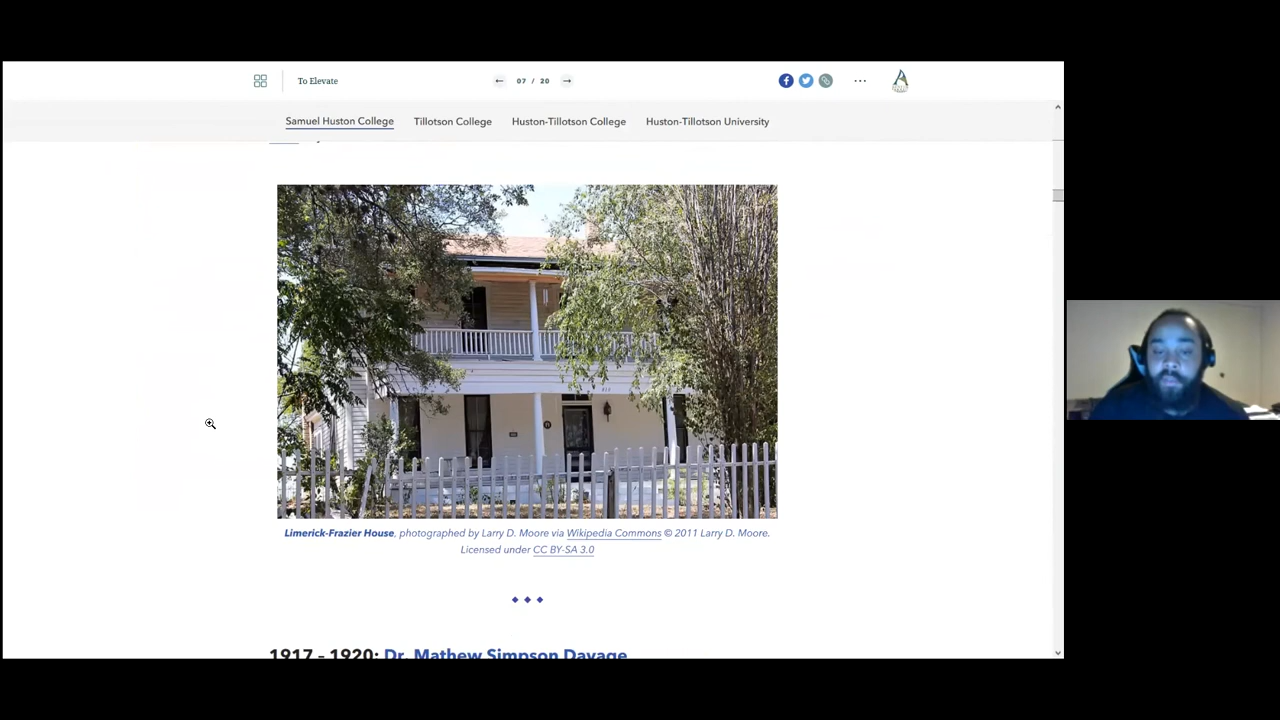 To Elevate
07 / 20
Samuel Huston College Tillotson College Huston-Tillotson College Huston-Tillotson University
Limerick-Frazier House, photographed by Larry D. Moore via Wikipedia Commons © 2011 Larry D. Moore.
Licensed under CC BY-SA 3.0
1917 - 1920: Dr. Mathew Simpson Davage